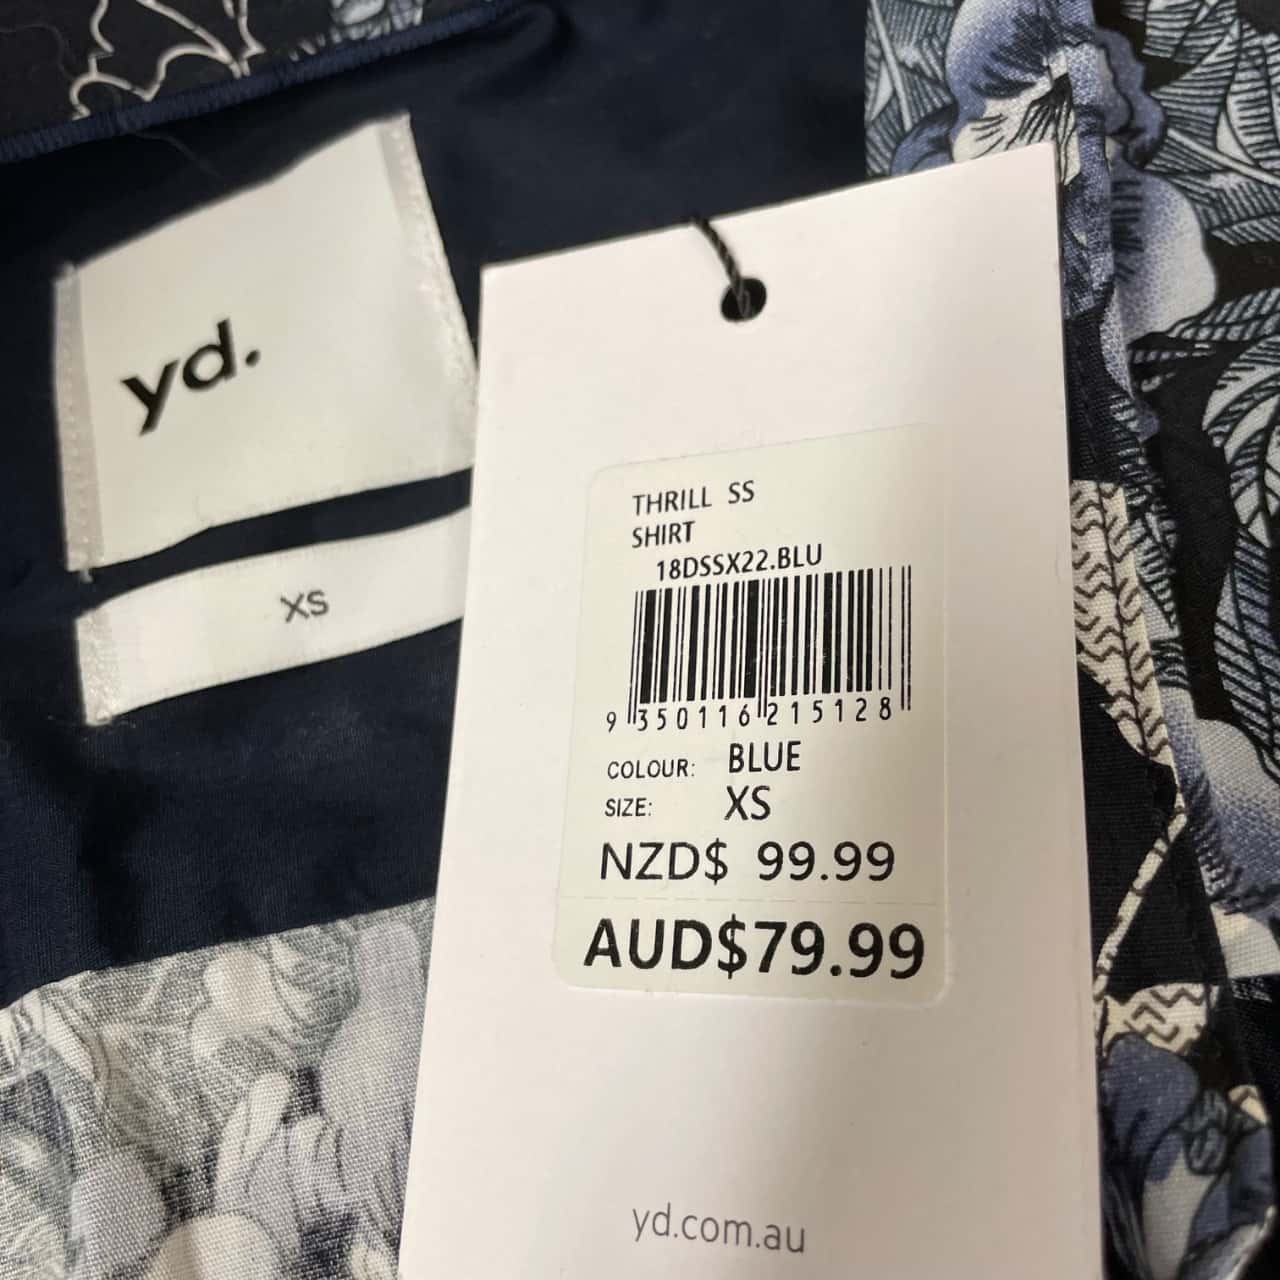 yd.
XS
THRILL SS
SHIRT
18DSSX22.BLU
9 350116 215128
COLOUR: BLUE
SIZE: XS
NZD$ 99.99
AUD$79.99
yd.com.au